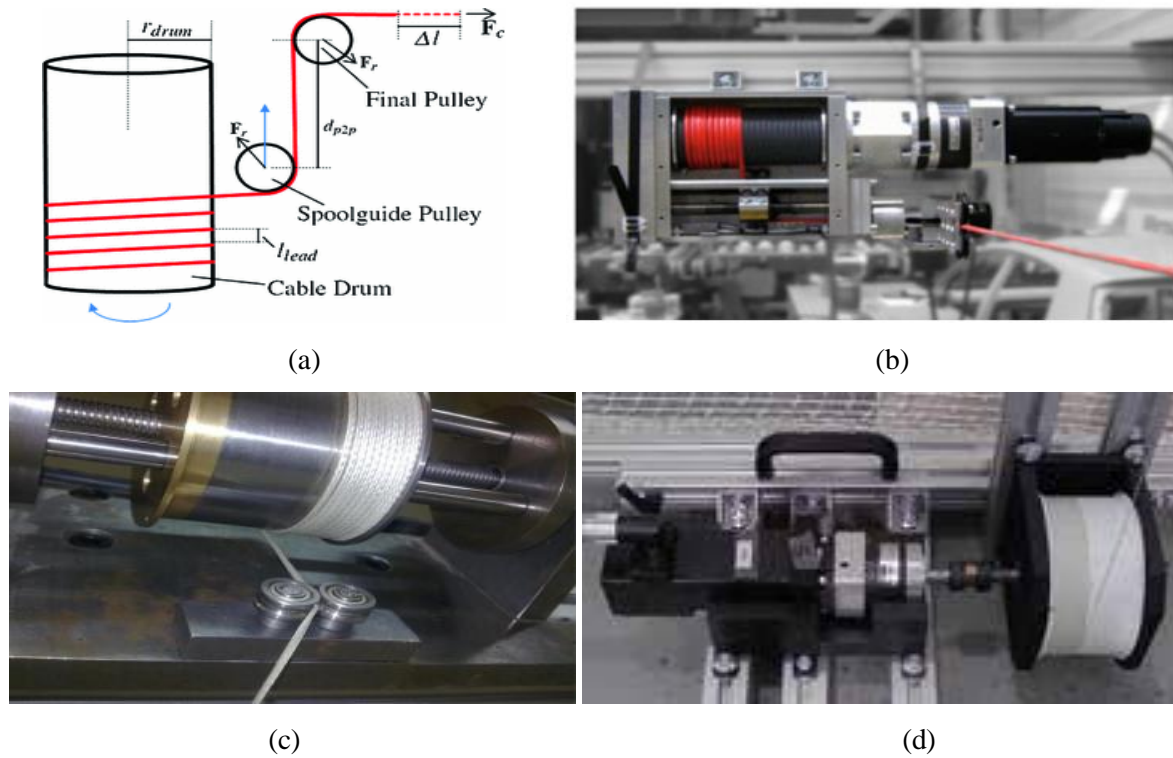 r_drum
F_c
Δl
F_r
Final Pulley
F_r
d_p2p
Spoolguide Pulley
l_lead
Cable Drum
(a)
(b)
(c)
(d)